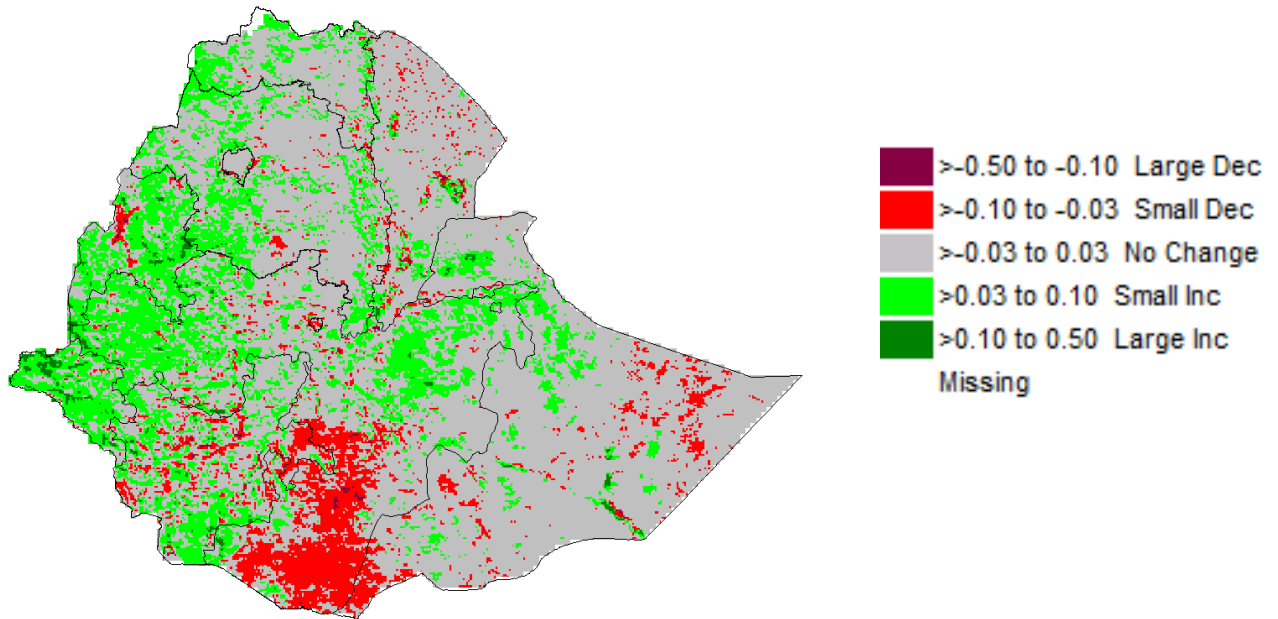 >-0.50 to -0.10 Large Dec
>-0.10 to -0.03 Small Dec
>-0.03 to 0.03 No Change
>0.03 to 0.10 Small Inc
>0.10 to 0.50 Large Inc
Missing